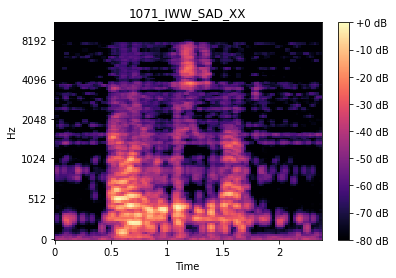 1071_IWW_SAD_XX
+0 dB
8192
-10 dB
4096
-20 dB
-30 dB
2048
Hz
-40 dB
1024
-50 dB
512
-60 dB
-70 dB
0
-80 dB
0 0.5 1 1.5 2
Time